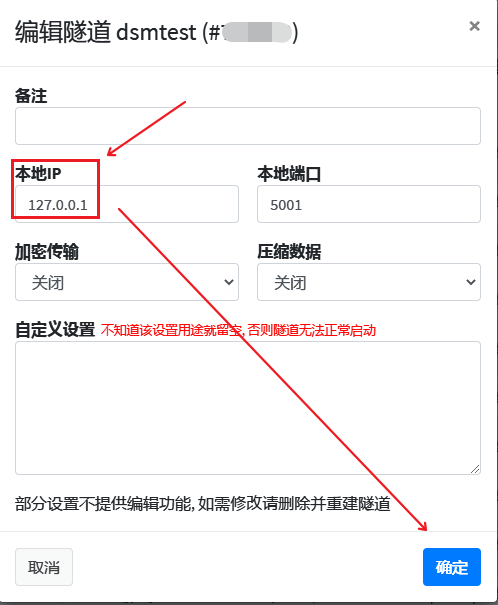 编辑隧道 dsmtest (#
)
×
备注
本地IP
本地端口
127.0.0.1
5001
加密传输
压缩数据
关闭
关闭
自定义设置 不知道该设置用途就留空, 否则隧道无法正常启动
部分设置不提供编辑功能, 如需修改请删除并重建隧道
取消
确定